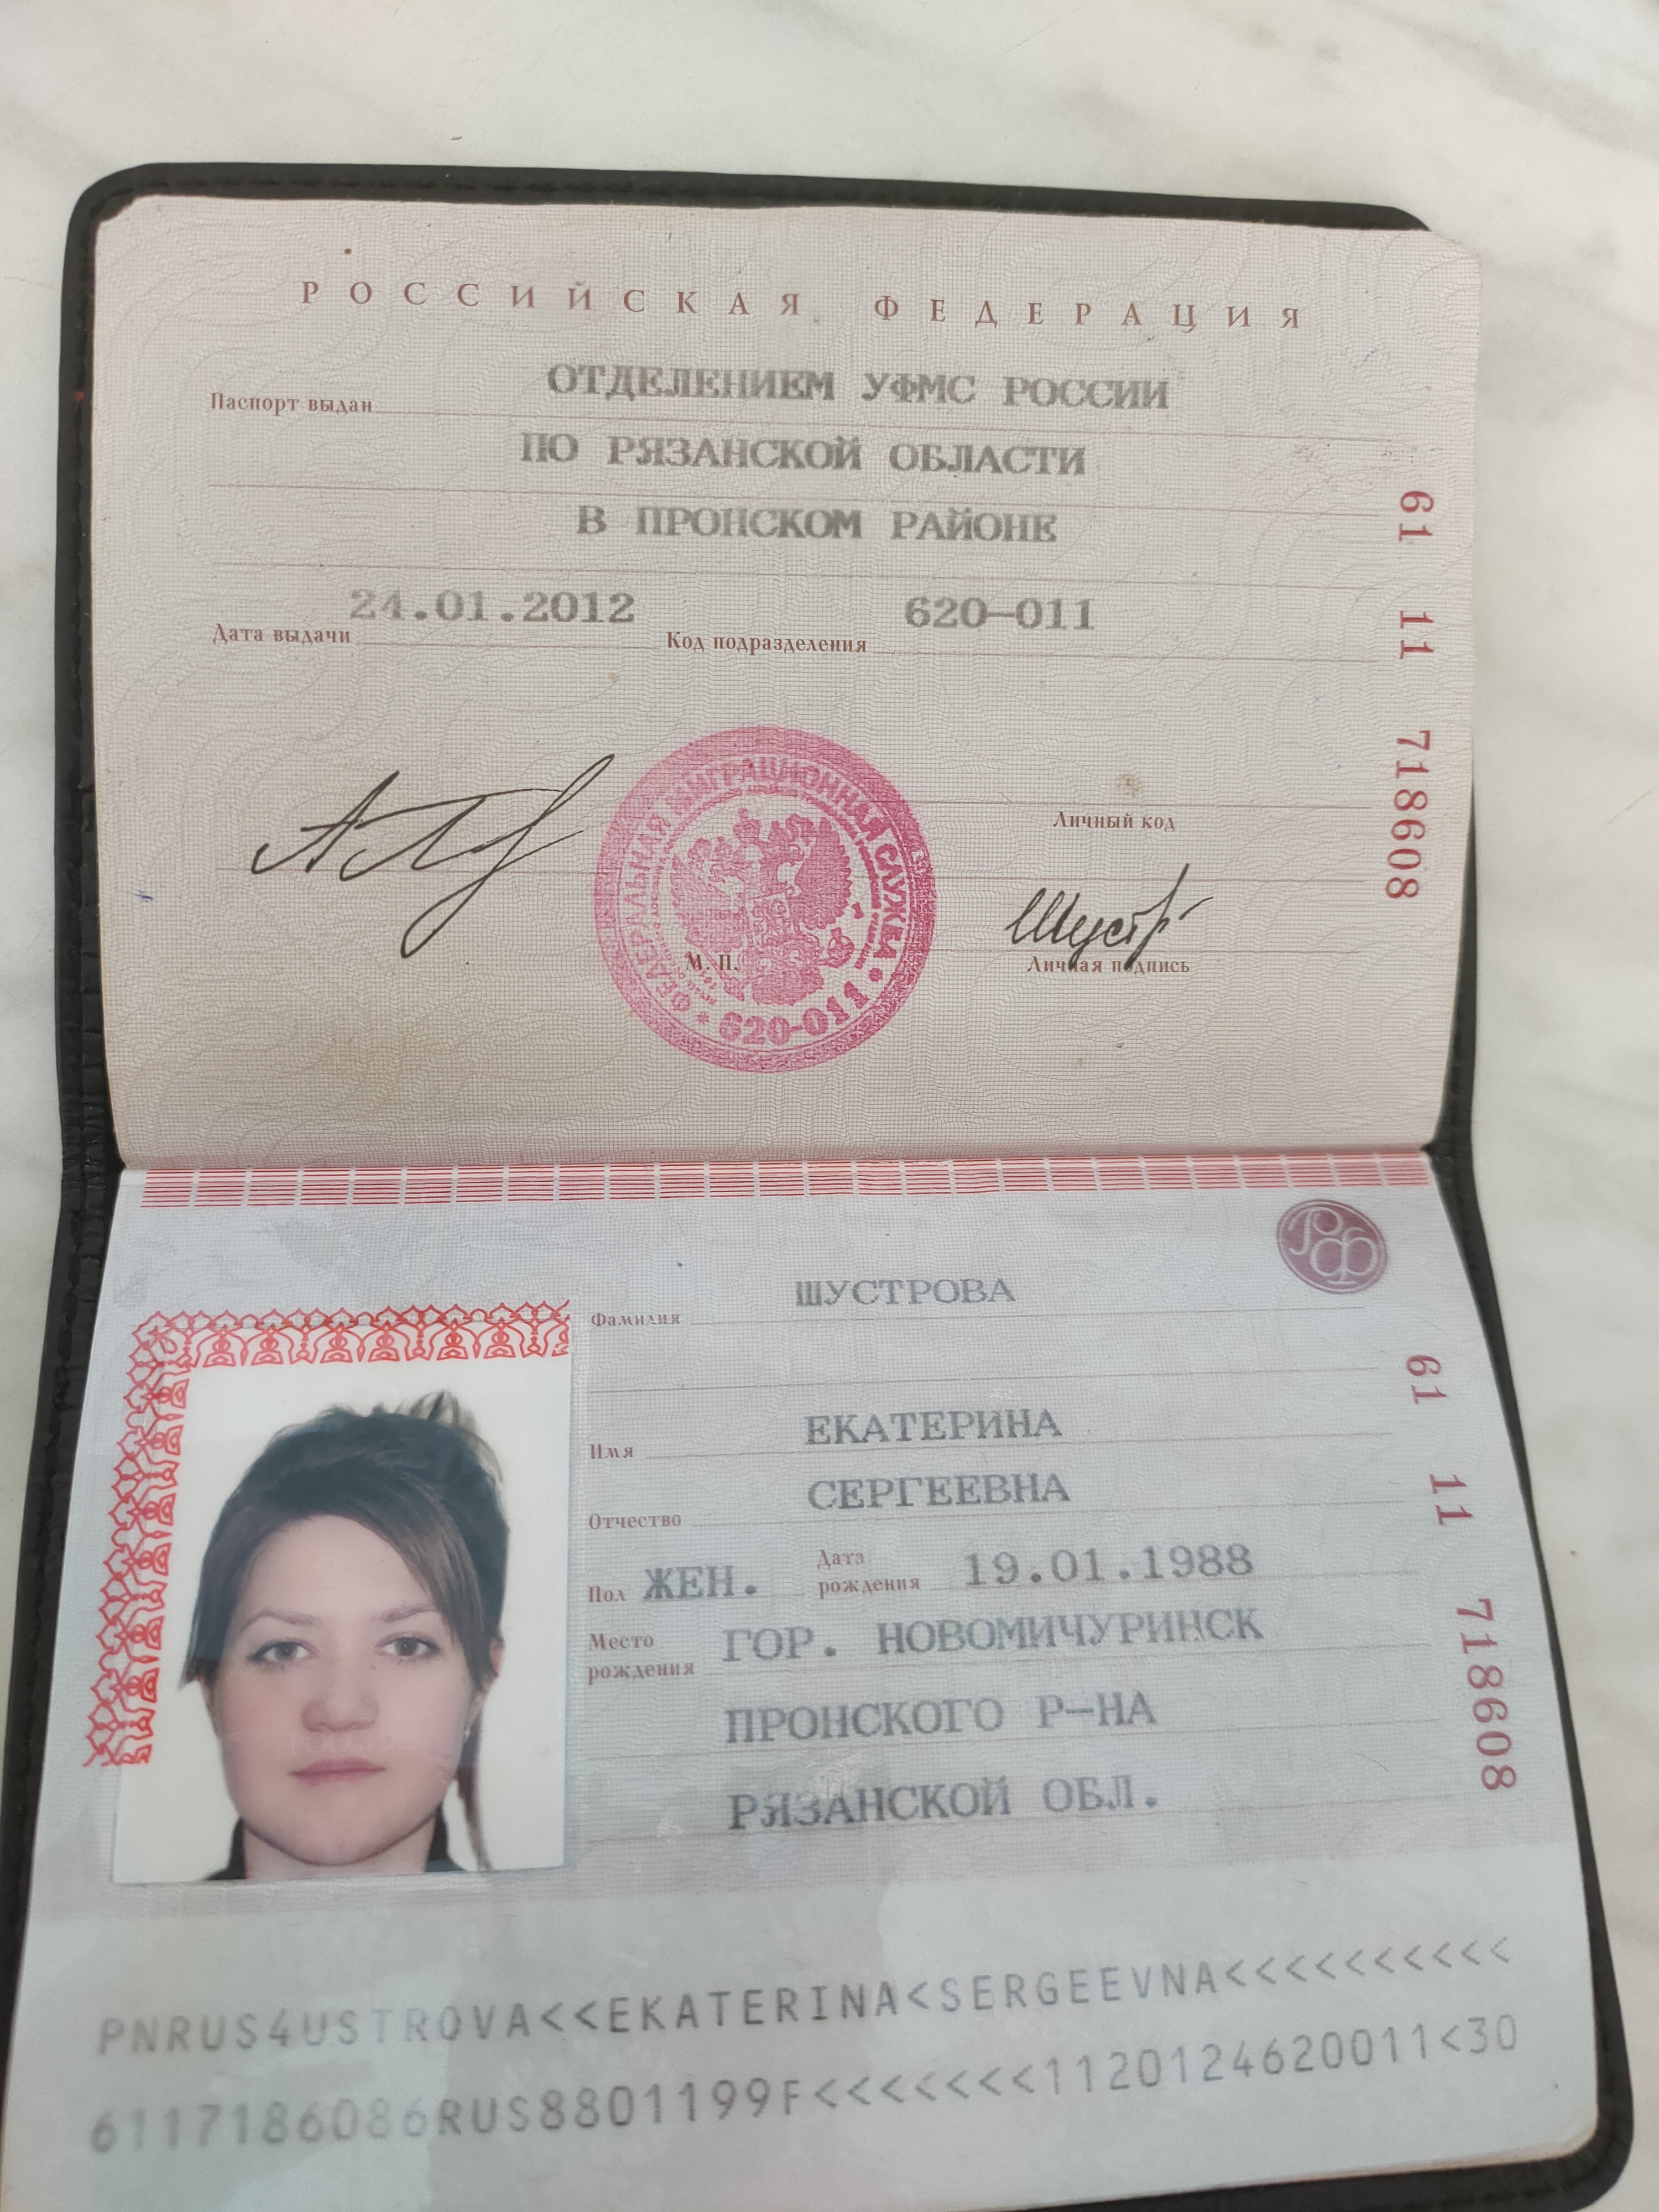 РОССИЙСКАЯ ФЕДЕРАЦИЯ
Паспорт выдан ОТДЕЛЕНИЕМ УФМС РОССИИ
ПО РЯЗАНСКОЙ ОБЛАСТИ
В ПРОНСКОМ РАЙОНЕ
Дата выдачи 24.01.2012 Код подразделения 620-011
61 11 718608
Личный код
ФЕДЕРАЛЬНАЯ МИГРАЦИОННАЯ СЛУЖБА
620-011
М.П.
Шустр
Личная подпись
РФ
Фамилия ШУСТРОВА
Имя ЕКАТЕРИНА
Отчество СЕРГЕЕВНА
Пол ЖЕН. Дата рождения 19.01.1988
Место рождения ГОР. НОВОМИЧУРИНСК
ПРОНСКОГО Р-НА
РЯЗАНСКОЙ ОБЛ.
61 11 718608
PNRUS4USTROVA<<EKATERINA<SERGEEVNA<<<<<<<<<<
6117186086RUS8801199F<<<<<<<1120124620011<30